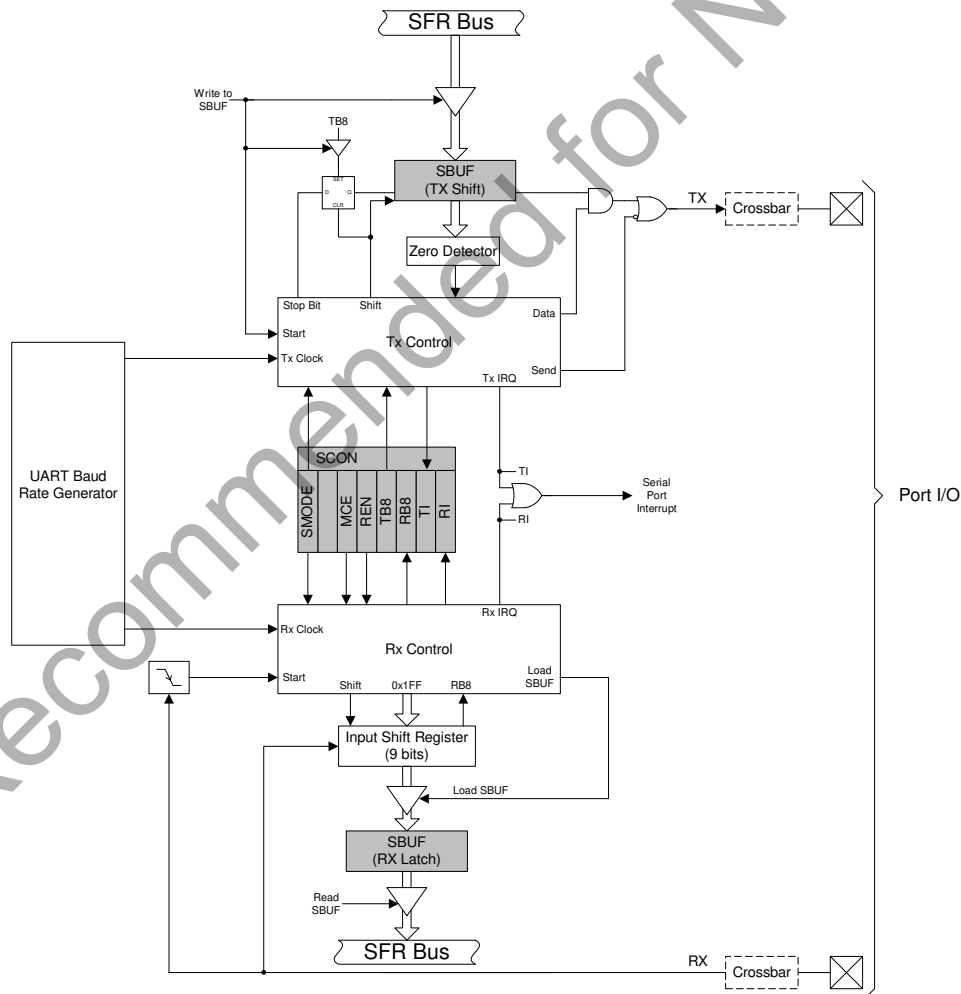 SFR Bus
Write to
SBUF
TB8
SET
D Q
CLR
SBUF
(TX Shift)
TX
Crossbar
Zero Detector
Stop Bit
Shift
Data
Start
Tx Control
Tx Clock
Send
Tx IRQ
UART Baud
Rate Generator
SCON
SMODE
MCE
REN
TB8
RB8
TI
RI
TI
RI
Serial
Port
Interrupt
Port I/O
Rx IRQ
Rx Clock
Rx Control
Start
Load
SBUF
Shift
0x1FF
RB8
Input Shift Register
(9 bits)
Load SBUF
SBUF
(RX Latch)
Read
SBUF
SFR Bus
RX
Crossbar
Recommended for N